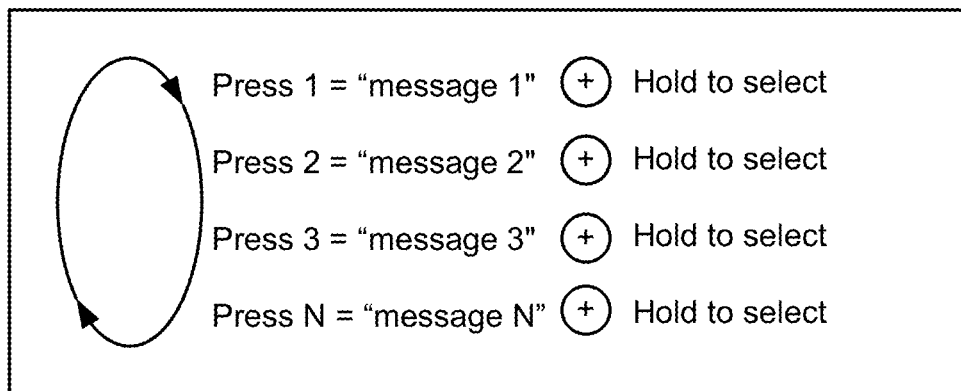 Press 1 = “message 1" + Hold to select
Press 2 = “message 2" + Hold to select
Press 3 = “message 3" + Hold to select
Press N = “message N” + Hold to select